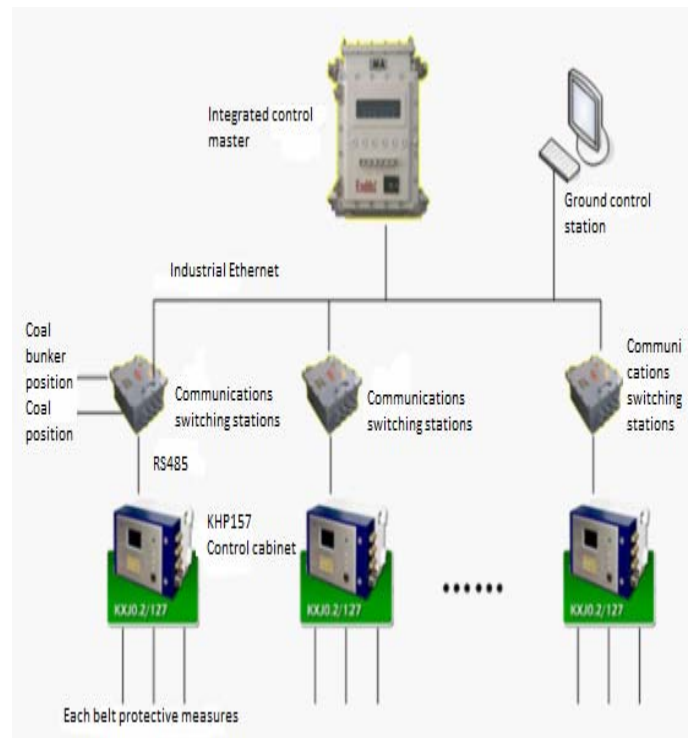 MA
Integrated control
master
Ground control
station
Industrial Ethernet
Coal
bunker
position
Coal
position
Communications
switching stations
Communications
switching stations
Communi
cations
switching
stations
RS485
KHP157
Control cabinet
KXJ0.2/127
KXJ0.2/127
KXJ0.2/127
Each belt protective measures